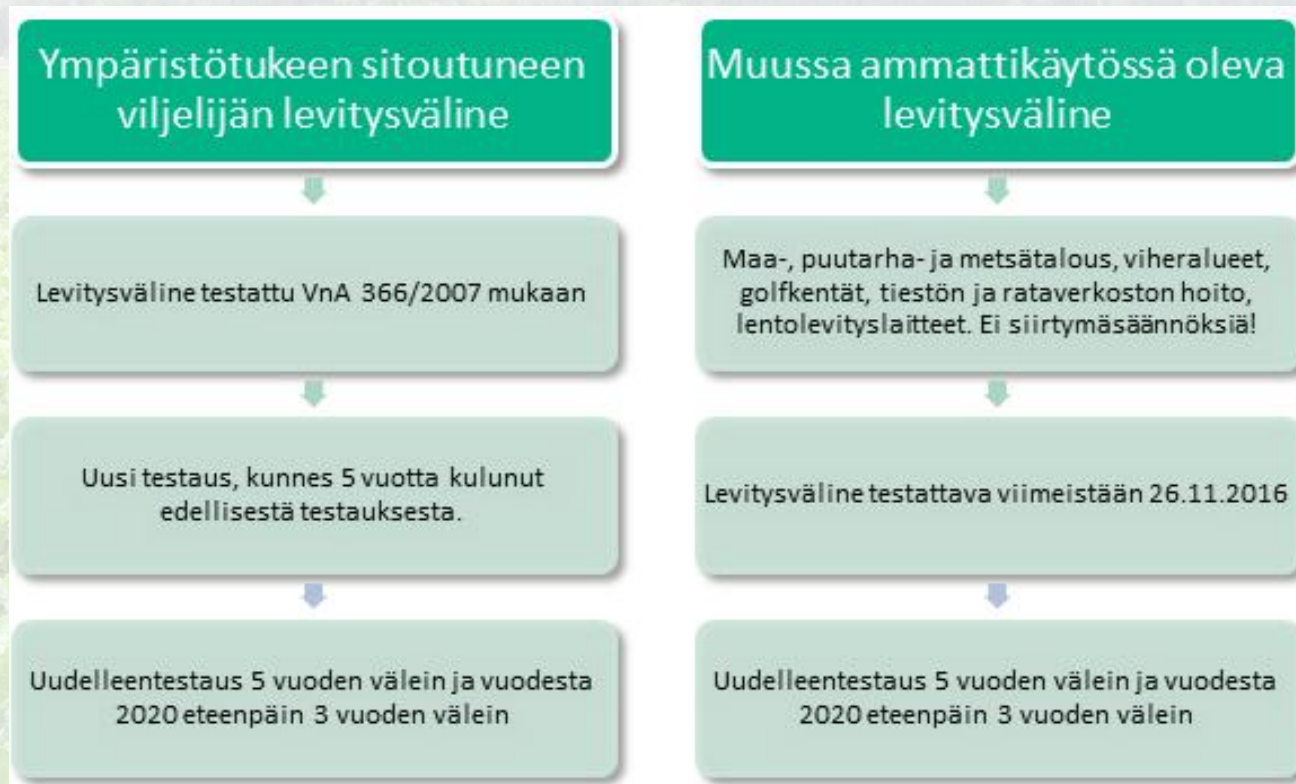 Ympäristötukeen sitoutuneen
viljelijän levitysväline
Levitysväline testattu VnA 366/2007 mukaan
Uusi testaus, kunnes 5 vuotta kulunut
edellisestä testauksesta.
Uudelleentestaus 5 vuoden välein ja vuodesta
2020 eteenpäin 3 vuoden välein
Muussa ammattikäytössä oleva
levitysväline
Maa-, puutarha- ja metsätalous, viheralueet,
golfkentät, tiestön ja rataverkoston hoito,
lentolevityslaitteet. Ei siirtymäsäännöksiä!
Levitysväline testattava viimeistään 26.11.2016
Uudelleentestaus 5 vuoden välein ja vuodesta
2020 eteenpäin 3 vuoden välein